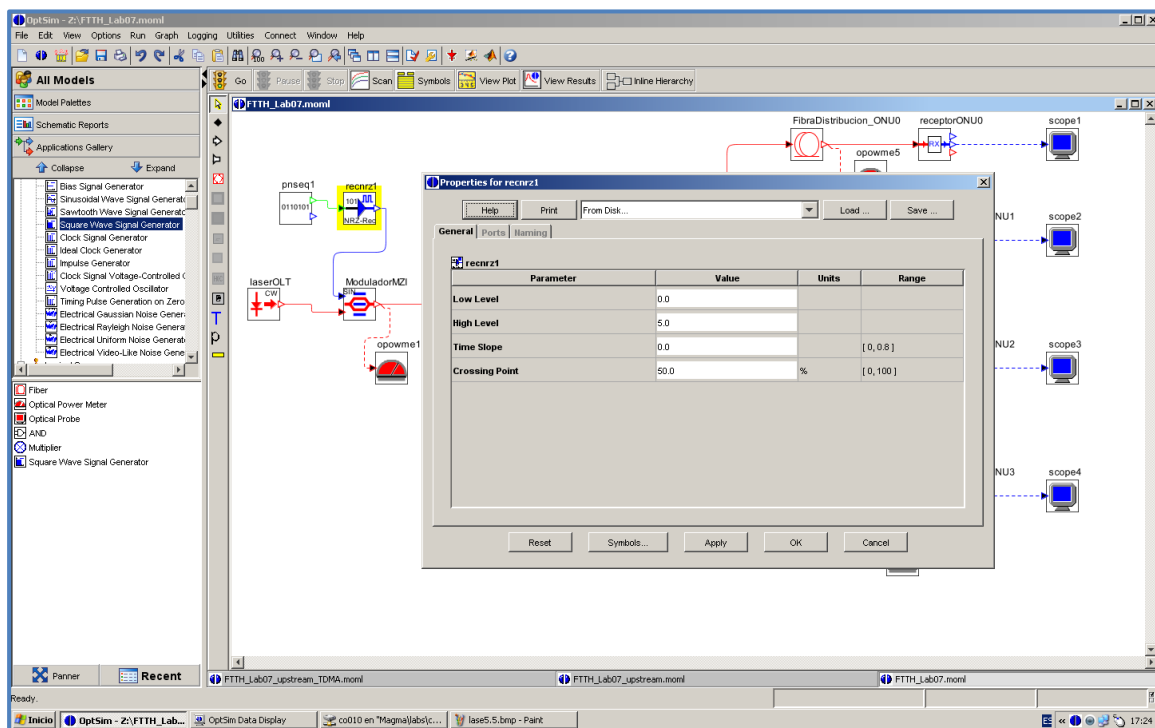 OptSim - Z:\FTTH_Lab07.moml
File Edit View Options Run Graph Logging Utilities Connect Window Help
All Models
Go Pause Stop Scan Symbols View Plot View Results Inline Hierarchy
Model Palettes
Schematic Reports
Applications Gallery
Collapse Expand
Bias Signal Generator
Sinusoidal Wave Signal Generato
Sawtooth Wave Signal Generato
Square Wave Signal Generator
Clock Signal Generator
Ideal Clock Generator
Impulse Generator
Clock Signal Voltage-Controlled C
Voltage Controlled Oscillator
Timing Pulse Generation on Zero
Electrical Gaussian Noise Genera
Electrical Rayleigh Noise Genera
Electrical Uniform Noise Generat
Electrical Video-Like Noise Gene
Fiber
Optical Power Meter
Optical Probe
AND
Multiplier
Square Wave Signal Generator
Panner Recent
FTTH_Lab07.moml
FibraDistribucion_ONU0 receptorONU0 scope1
RX
opowme5
pnseq1 recnrz1
0110101 101 NRZ-Rec
laserOLT ModuladorMZI
CW SIN
opowme1
NU1 scope2
NU2 scope3
NU3 scope4
Properties for recnrz1
Help Print From Disk... Load ... Save ...
General Ports Naming
recnrz1
Parameter Value Units Range
Low Level 0.0
High Level 5.0
Time Slope 0.0 [ 0, 0.8 ]
Crossing Point 50.0 % [ 0, 100 ]
Reset Symbols... Apply OK Cancel
FTTH_Lab07_upstream_TDMA.moml FTTH_Lab07_upstream.moml FTTH_Lab07.moml
Ready.
Inicio OptSim - Z:\FTTH_Lab... OptSim Data Display co010 en "Magma\labs\c... lase5.5.bmp - Paint ES « 17:24